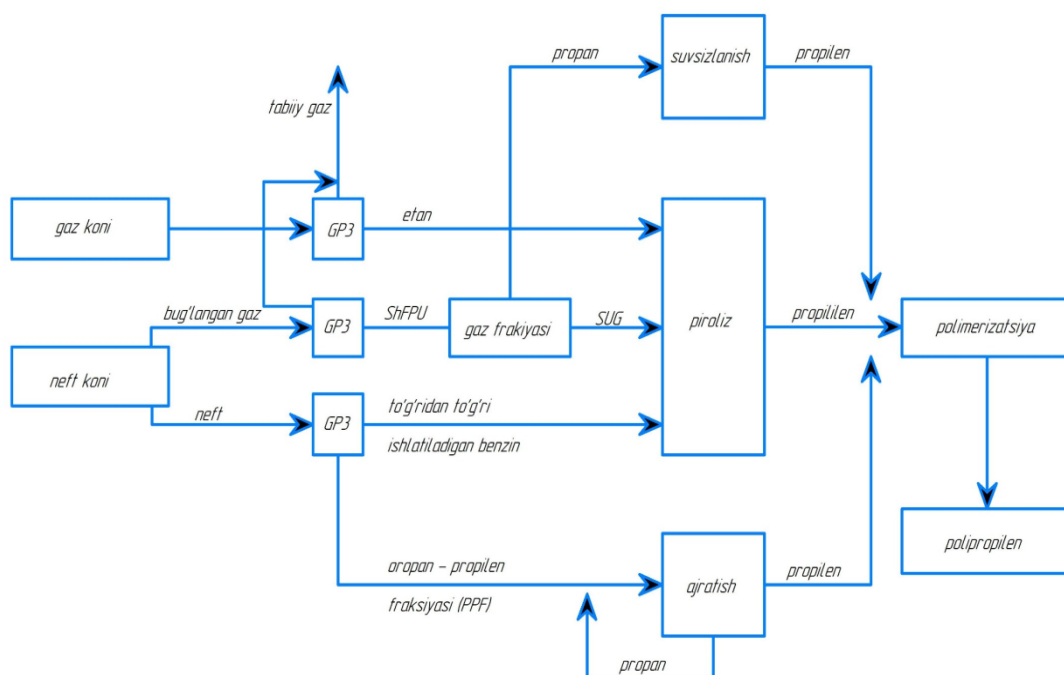 propan
suvsizlanish
propilen
tabiiy gaz
gaz koni
GP3
etan
bug'langan gaz
GP3
ShFPU
gaz frakiyasi
SUG
piroliz
propililen
polimerizatsiya
neft koni
neft
GP3
to'g'ridan to'g'ri
ishlatiladigan benzin
oropan – propilen
fraksiyasi (PPF)
ajratish
propilen
polipropilen
propan